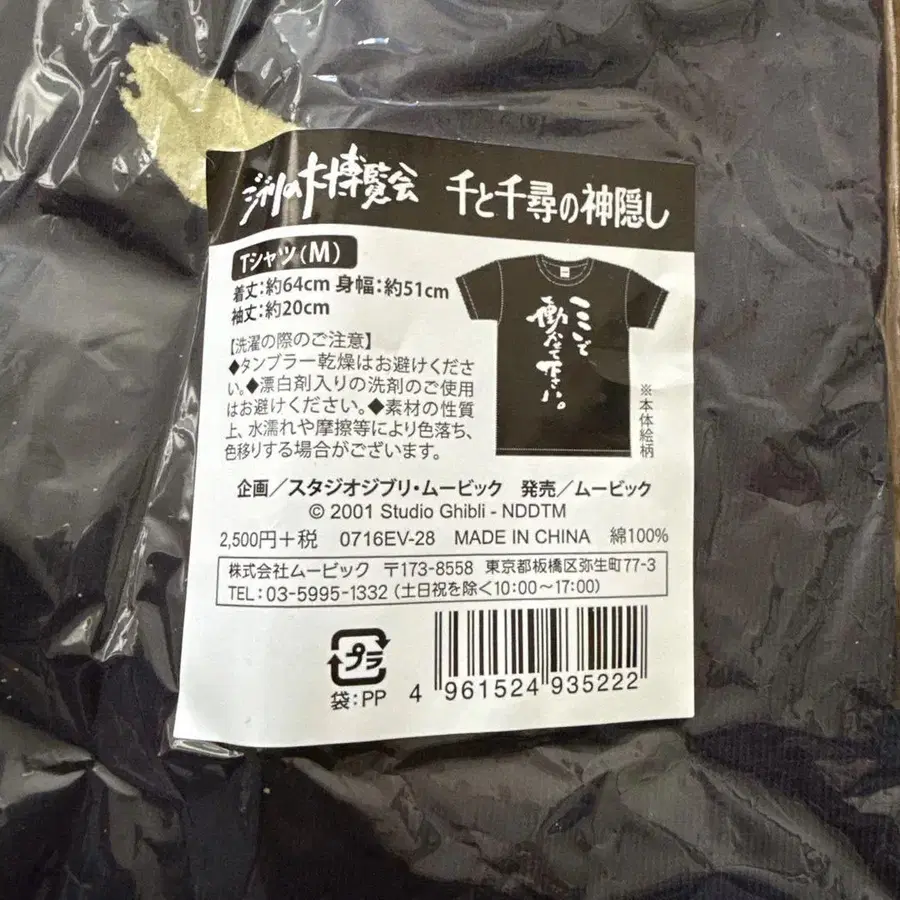 ジブリの大博覧会 千と千尋の神隠し
Tシャツ(M)
着丈:約64cm 身幅:約51cm
袖丈:約20cm
【洗濯の際のご注意】
◆タンブラー乾燥はお避けくださ
い。◆漂白剤入りの洗剤のご使用
はお避けください。◆素材の性質
上、水濡れや摩擦等により色落ち、
色移りする場合がございます。
ここで
働かせて
下さい。
※本体絵柄
企画/スタジオジブリ・ムービック 発売/ムービック
© 2001 Studio Ghibli - NDDTM
2,500円+税 0716EV-28 MADE IN CHINA 綿100%
株式会社ムービック 〒173-8558 東京都板橋区弥生町77-3
TEL:03-5995-1332 (土日祝を除く10:00~17:00)
プラ
袋:PP
4 961524 935222